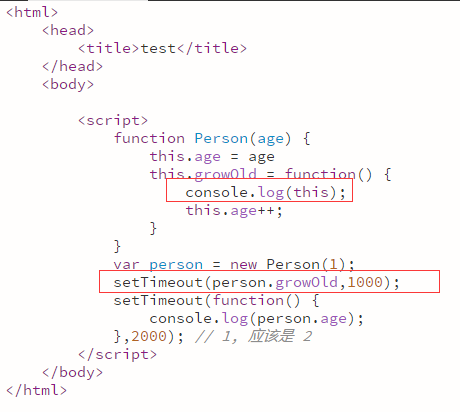 <html>
    <head>
        <title>test</title>
    </head>
    <body>

        <script>
            function Person(age) {
                this.age = age
                this.growOld = function() {
                    console.log(this);
                    this.age++;
                }
            }
            var person = new Person(1);
            setTimeout(person.growOld,1000);
            setTimeout(function() {
                console.log(person.age);
            },2000); // 1, 应该是 2
        </script>
    </body>
</html>